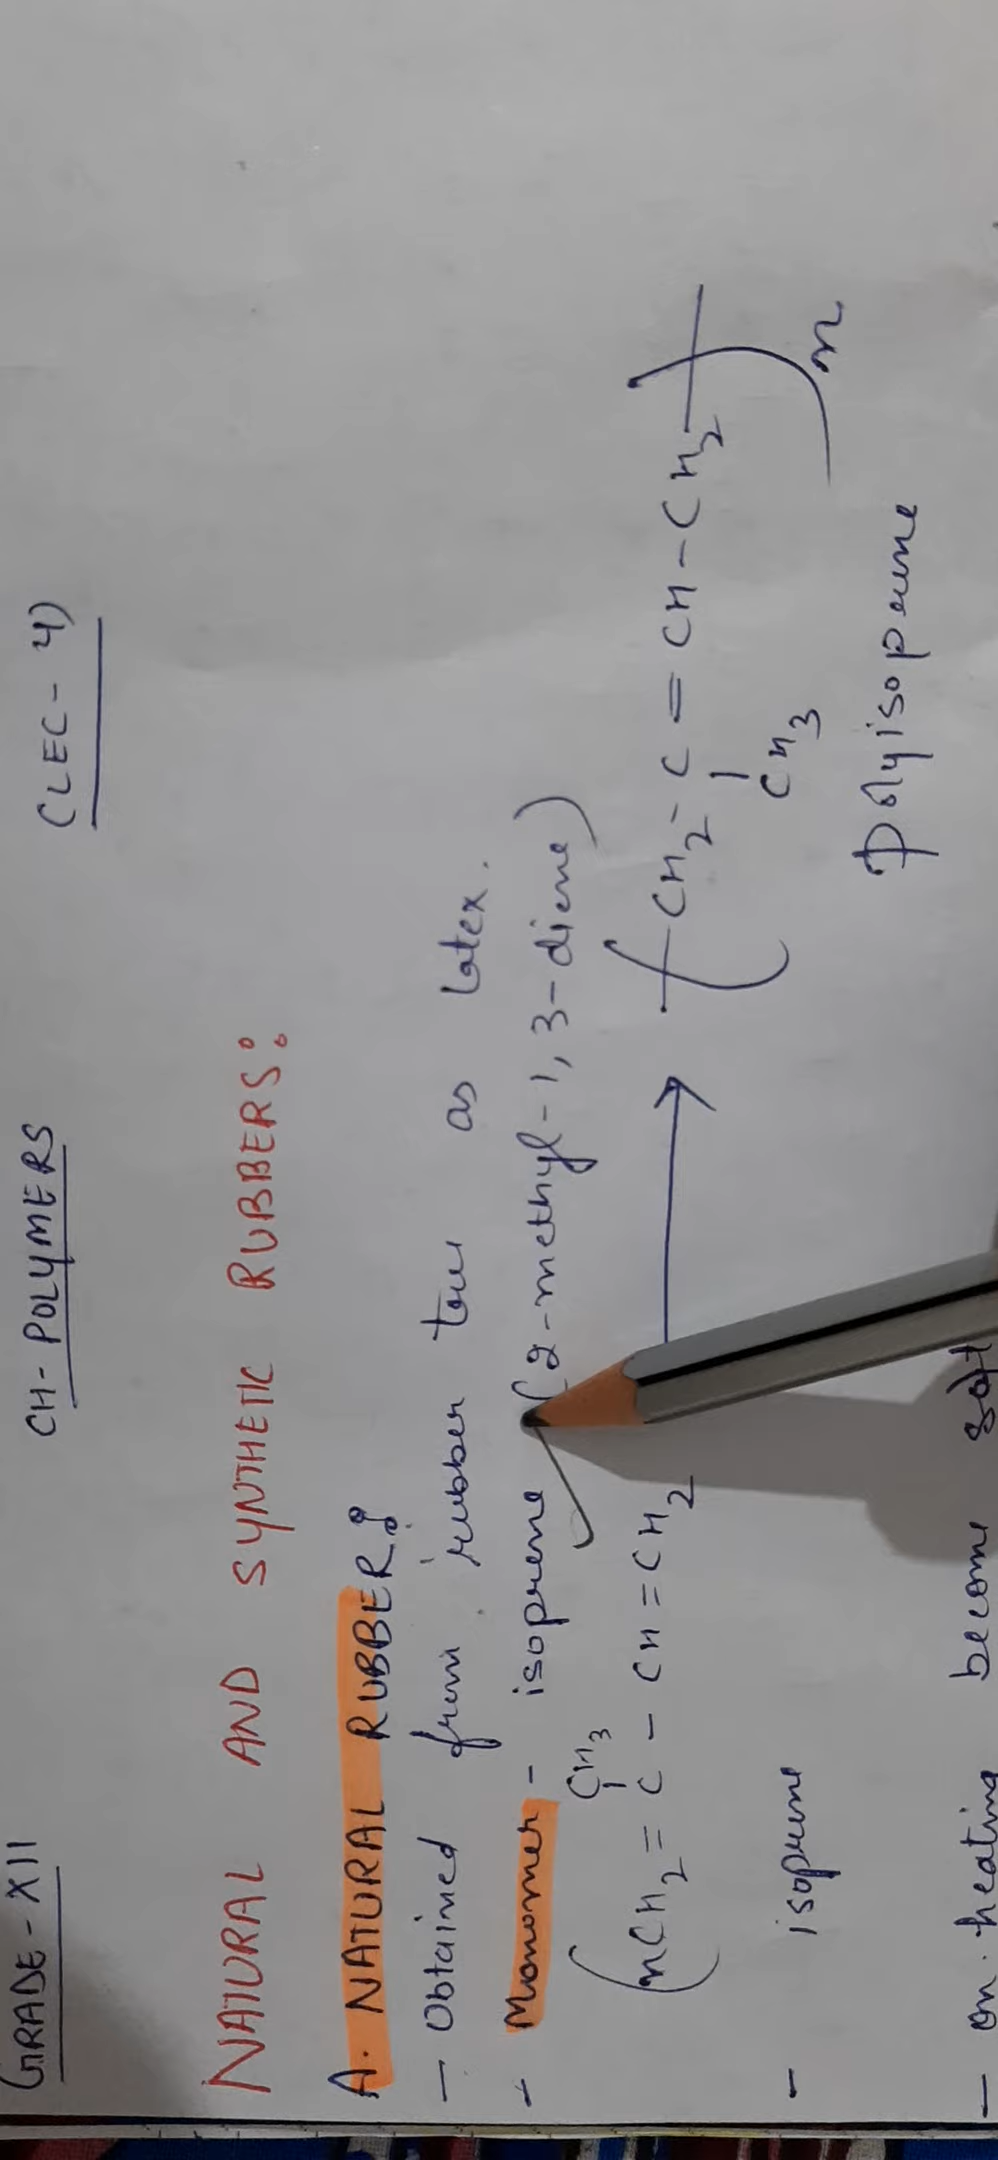 GRADE-XII CH-POLYMERS (LEC-4)
NATURAL AND SYNTHETIC RUBBERS:
A. NATURAL RUBBER:
- Obtained from rubber tree as latex.
- Monomer - isoprene (2-methyl-1,3-diene)
CH3
(nCH2=C-CH=CH2 → (CH2-C=CH-CH2)n
CH3
- isoprene polyisoprene
- on heating become soft